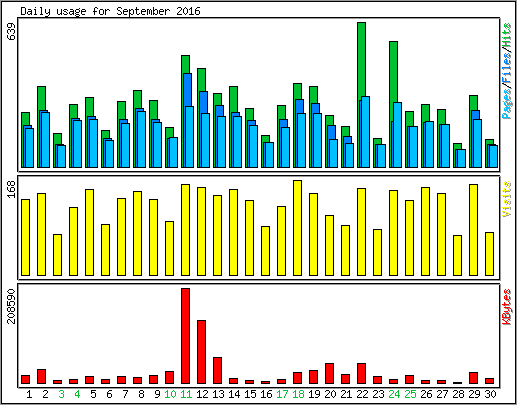 Daily usage for September 2016
639
Pages/Files/Hits
168
Visits
208590
KBytes
1 2 3 4 5 6 7 8 9 10 11 12 13 14 15 16 17 18 19 20 21 22 23 24 25 26 27 28 29 30